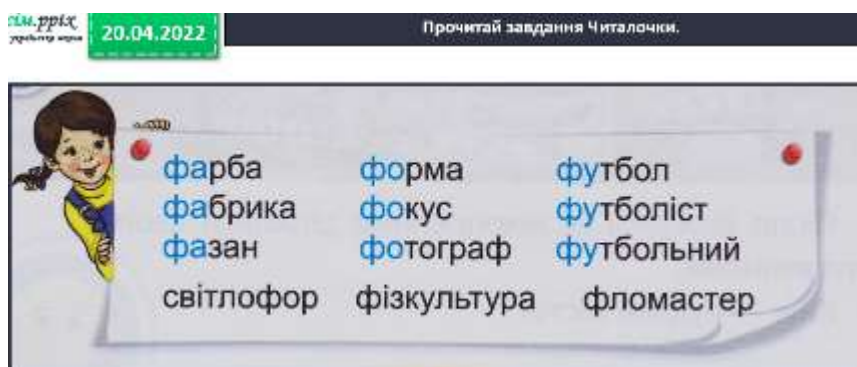 20.04.2022
Прочитай завдання Читалочки.
фарба форма футбол
фабрика фокус футболіст
фазан фотограф футбольний
світлофор фізкультура фломастер